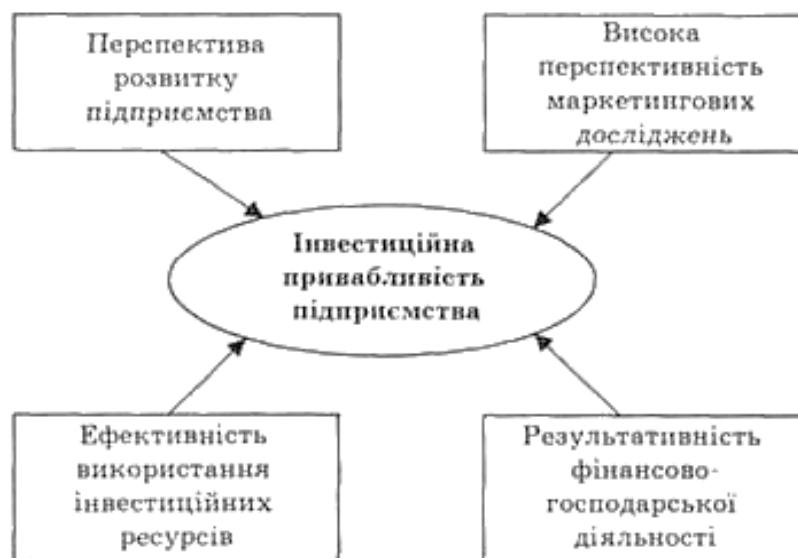 Перспектива
розвитку
підприємства
Висока
перспективність
маркетингових
досліджень
Інвестиційна
привабливість
підприємства
Ефективність
використання
інвестиційних
ресурсів
Результативність
фінансово-
господарської
діяльності